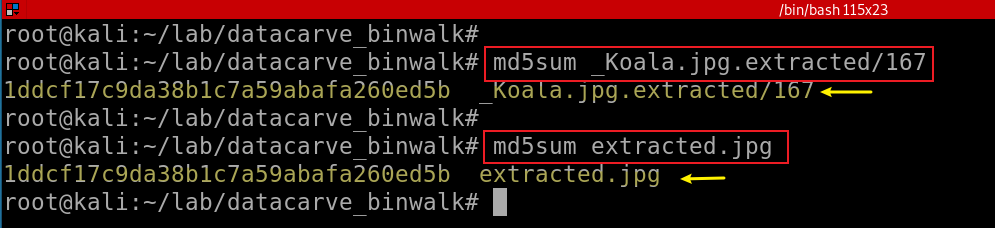 /bin/bash 115x23
root@kali:~/lab/datacarve_binwalk#
root@kali:~/lab/datacarve_binwalk# md5sum _Koala.jpg.extracted/167
1ddcf17c9da38b1c7a59abafa260ed5b  _Koala.jpg.extracted/167
root@kali:~/lab/datacarve_binwalk#
root@kali:~/lab/datacarve_binwalk# md5sum extracted.jpg
1ddcf17c9da38b1c7a59abafa260ed5b  extracted.jpg
root@kali:~/lab/datacarve_binwalk#